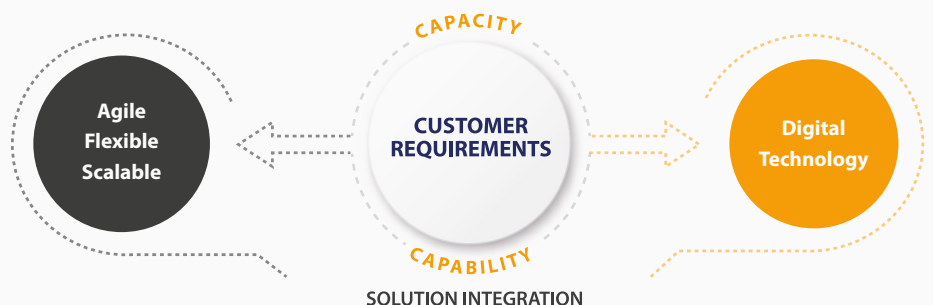 CAPACITY
Agile
Flexible
Scalable
CUSTOMER
REQUIREMENTS
Digital
Technology
CAPABILITY
SOLUTION INTEGRATION